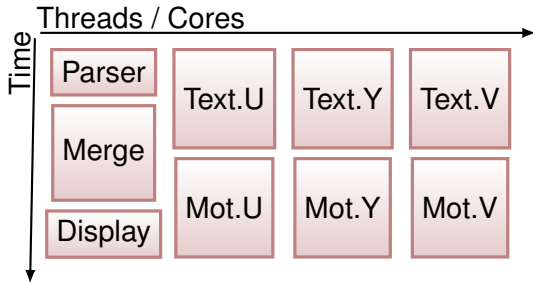 Threads / Cores
Time
Parser
Text.U
Text.Y
Text.V
Merge
Mot.U
Mot.Y
Mot.V
Display